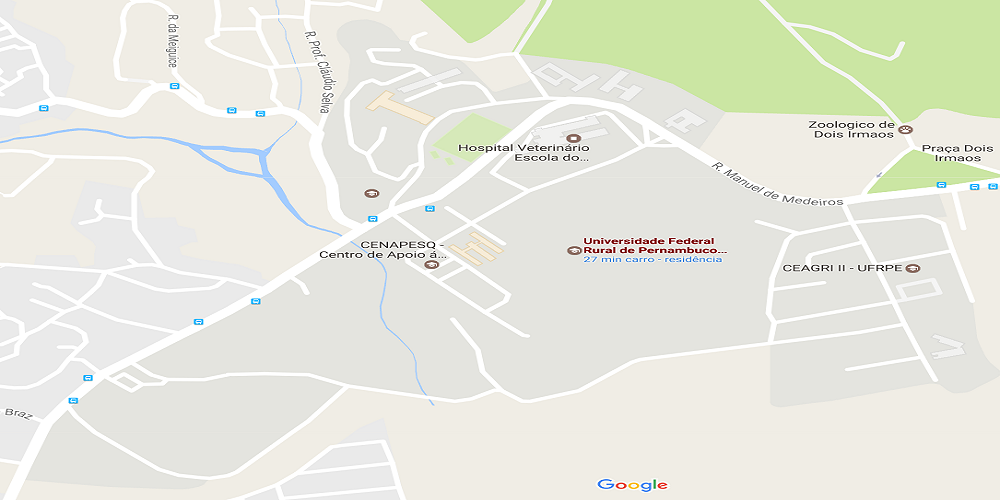 R. da Meiguice
R. Prof. Cláudio Selva
Zoologico de
Dois Irmaos
Praça Dois
Irmaos
Hospital Veterinário
Escola do...
R. Manuel de Medeiros
CENAPESQ -
Centro de Apoio á...
Universidade Federal
Rural de Pernambuco...
27 min carro - residência
CEAGRI II - UFRPE
Braz
Google